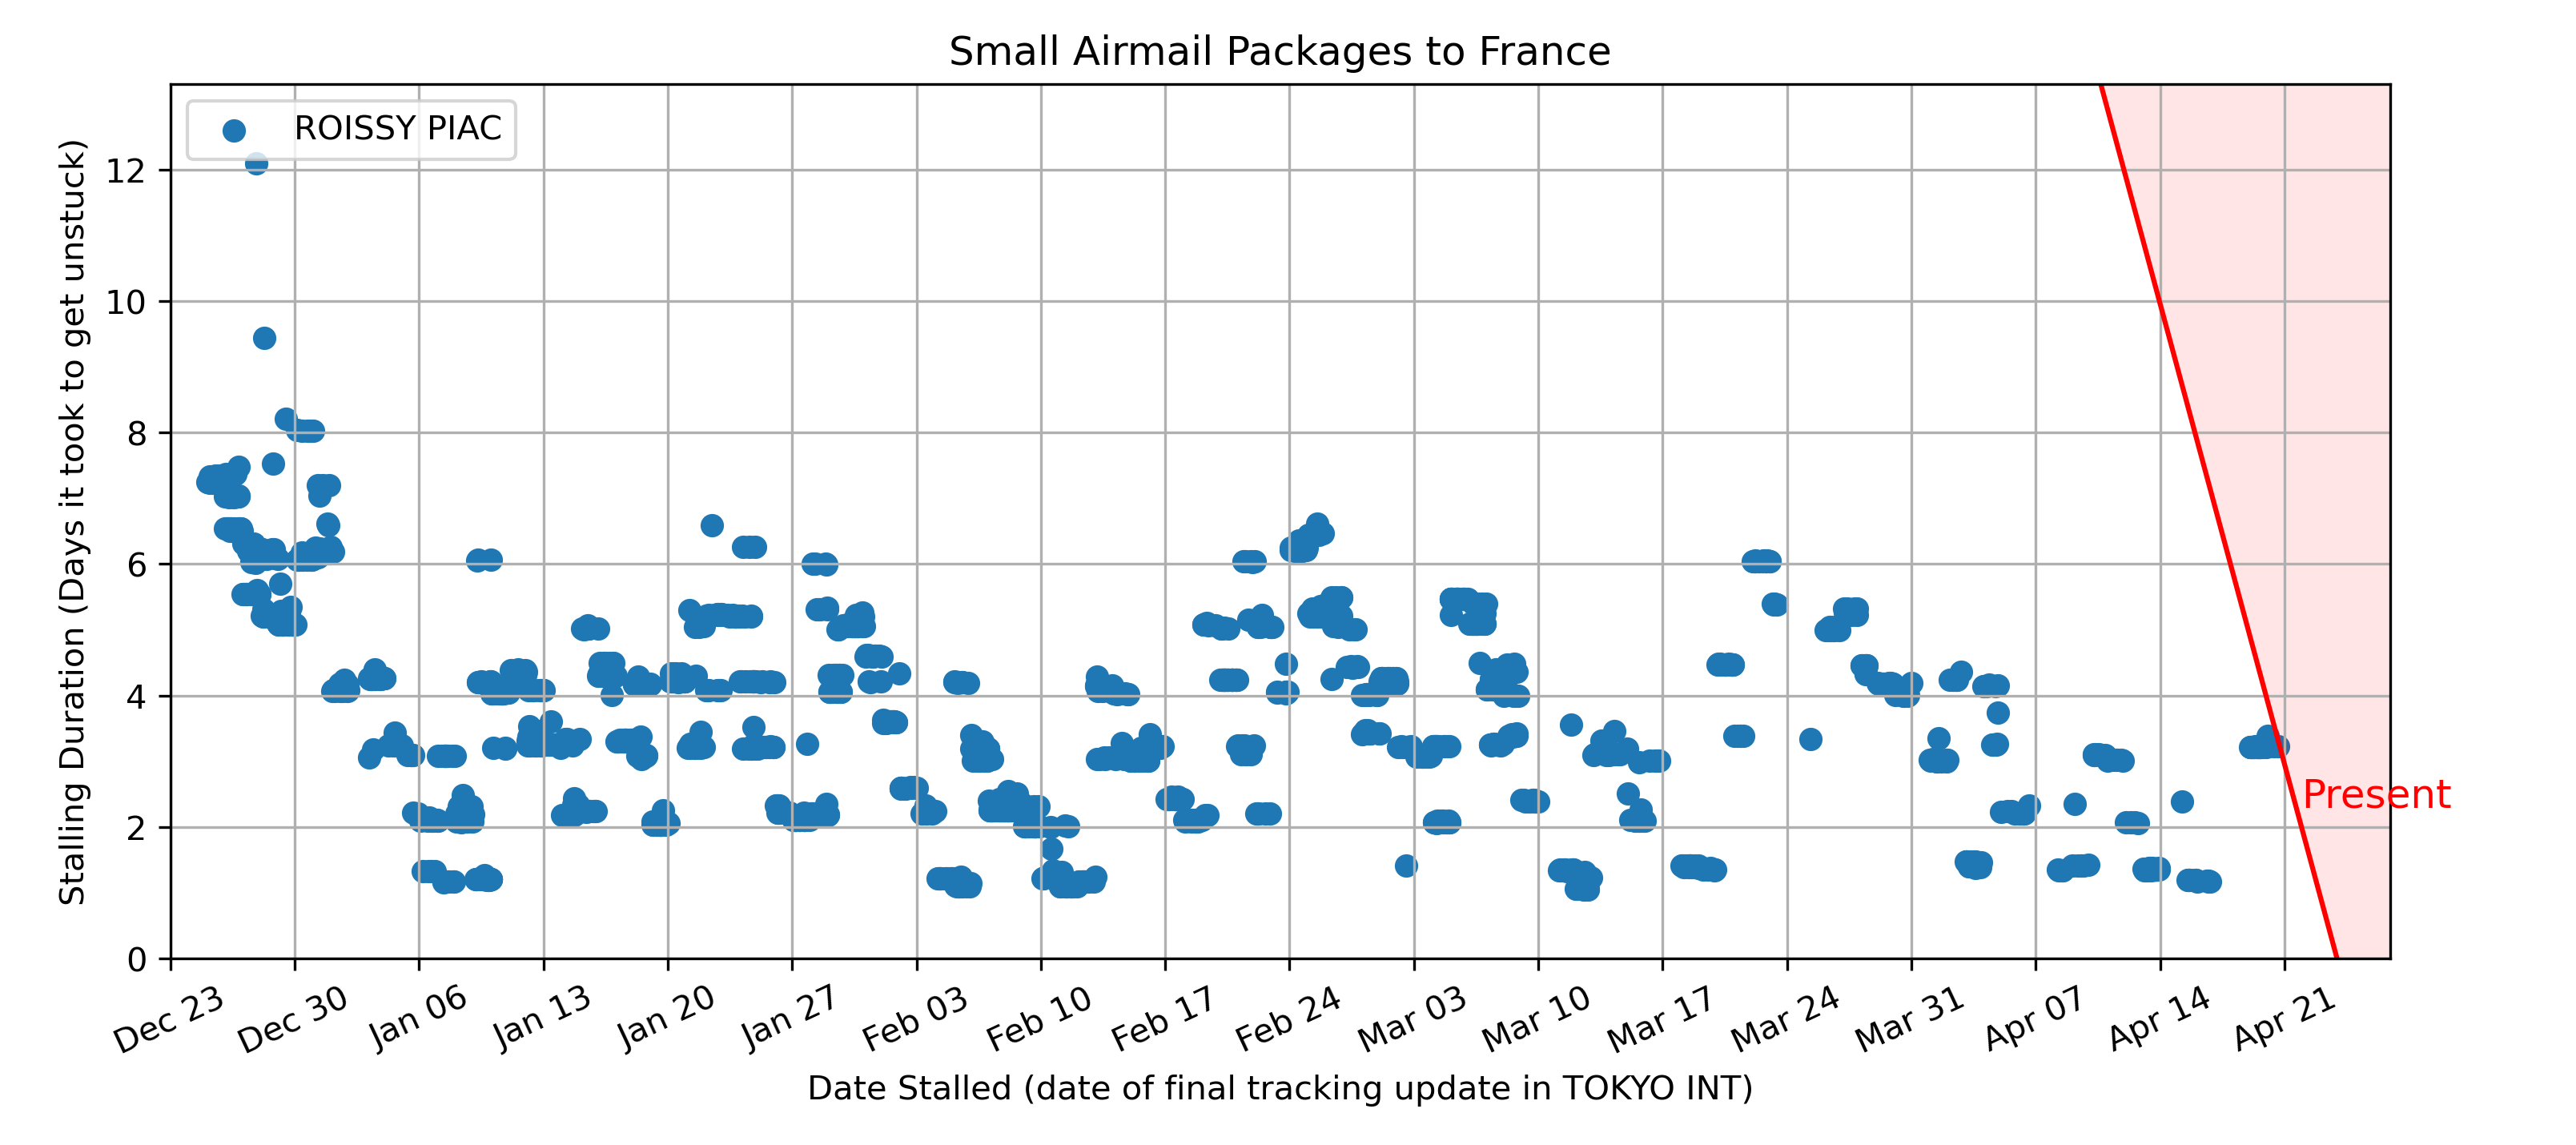 Small Airmail Packages to France
ROISSY PIAC
Stalling Duration (Days it took to get unstuck)
12
10
8
6
4
2
0
Present
Dec 23
Dec 30
Jan 06
Jan 13
Jan 20
Jan 27
Feb 03
Feb 10
Feb 17
Feb 24
Mar 03
Mar 10
Mar 17
Mar 24
Mar 31
Apr 07
Apr 14
Apr 21
Date Stalled (date of final tracking update in TOKYO INT)